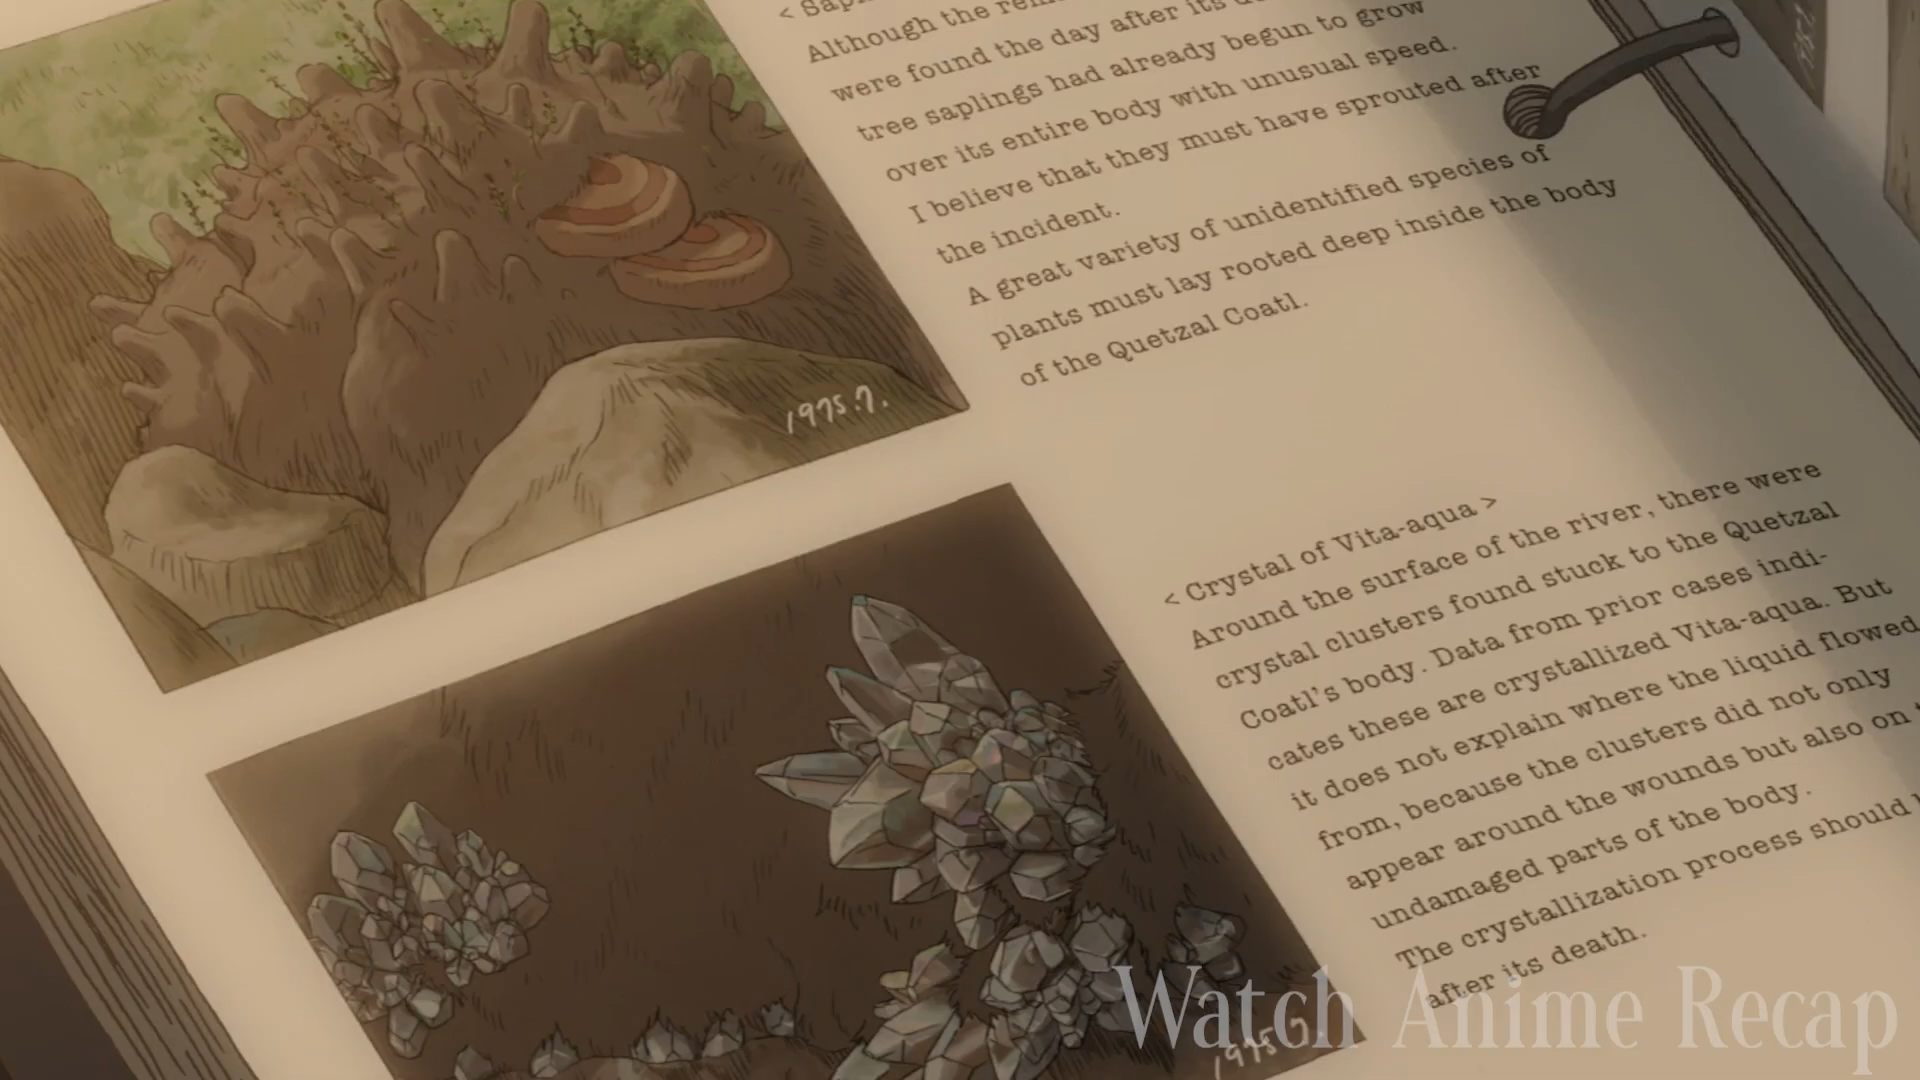 < Sapl
Although the rem
were found the day after its de
tree saplings had already begun to grow
over its entire body with unusual speed.
I believe that they must have sprouted after
the incident.
A great variety of unidentified species of
plants must lay rooted deep inside the body
of the Quetzal Coatl.
1975.7.
< Crystal of Vita-aqua >
Around the surface of the river, there were
crystal clusters found stuck to the Quetzal
Coatl's body. Data from prior cases indi-
cates these are crystallized Vita-aqua. But
it does not explain where the liquid flowed
from, because the clusters did not only
appear around the wounds but also on
undamaged parts of the body.
The crystallization process should
after its death.
1975.7.
Watch Anime Recap